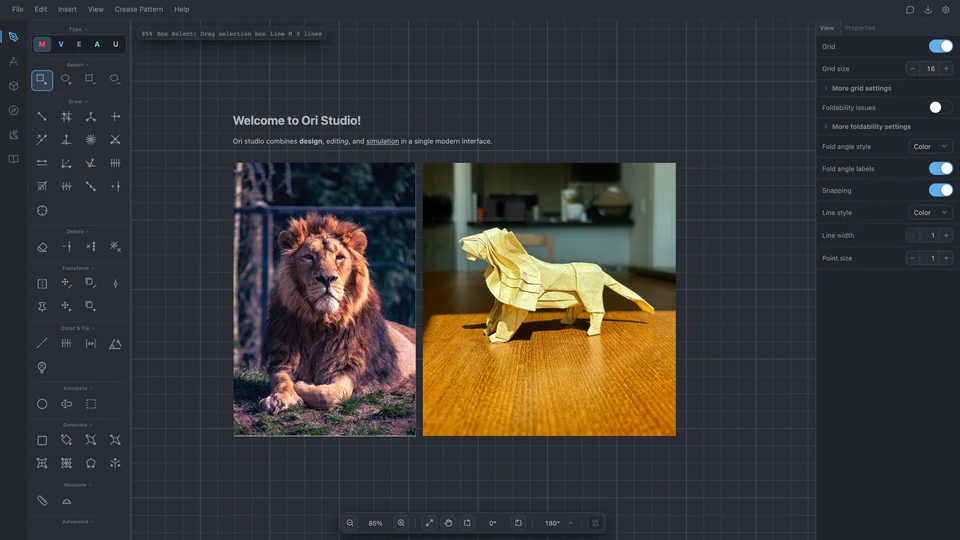 File Edit Insert View Crease Pattern Help
85% Box Select: Drag selection box Line M 0 lines
Type
M V E A U
Select
Draw
Delete
Transform
Color & Fix
Annotate
Generate
Measure
Advanced
Welcome to Ori Studio!
Ori studio combines design, editing, and simulation in a single modern interface.
85% 0° 180°
View Properties
Grid
Grid size − 16 +
More grid settings
Foldability issues
More foldability settings
Fold angle style Color
Fold angle labels
Snapping
Line style Color
Line width − 1 +
Point size − 1 +